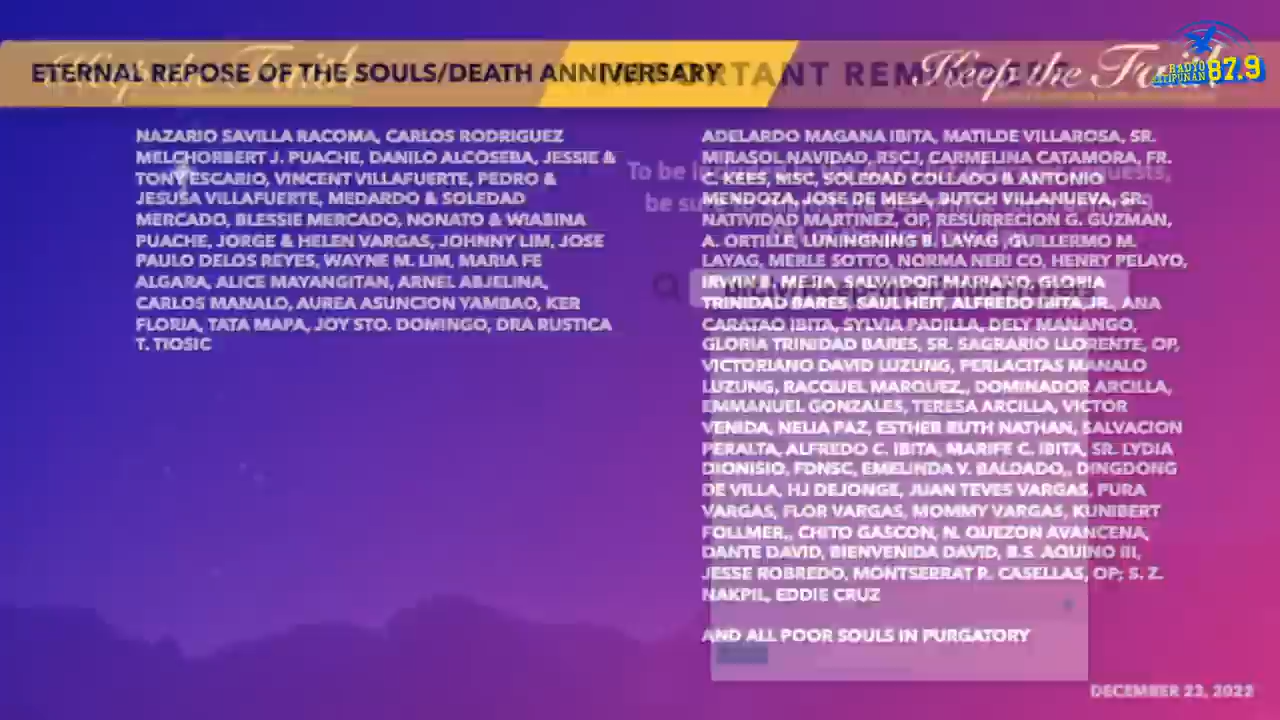 Keep the Faith
ETERNAL REPOSE OF THE SOULS/DEATH ANNIVERSARY
IMPORTANT REMINDERS
Keep the Faith
RADYO
KATIPUNAN
87.9
NAZARIO SAVILLA RACOMA, CARLOS RODRIGUEZ
MELCHORBERT J. PUACHE, DANILO ALCOSEBA, JESSIE &
TONY ESCARIO, VINCENT VILLAFUERTE, PEDRO &
JESUSA VILLAFUERTE, MEDARDO & SOLEDAD
MERCADO, BLESSIE MERCADO, NONATO & WIABINA
PUACHE, JORGE & HELEN VARGAS, JOHNNY LIM, JOSE
PAULO DELOS REYES, WAYNE M. LIM, MARIA FE
ALGARA, ALICE MAYANGITAN, ARNEL ABJELINA,
CARLOS MANALO, AUREA ASUNCION YAMBAO, KER
FLORIA, TATA MAPA, JOY STO. DOMINGO, DRA RUSTICA
T. TIOSIC
ADELARDO MAGANA IBITA, MATILDE VILLAROSA, SR.
MIRASOL NAVIDAD, RSCJ, CARMELINA CATAMORA, FR.
C. KEES, MSC, SOLEDAD COLLADO & ANTONIO
MENDOZA, JOSE DE MESA, BUTCH VILLANUEVA, SR.
NATIVIDAD MARTINEZ, OP, RESURRECION G. GUZMAN,
A. ORTILLE, LUNINGNING B. LAYAG ,GUILLERMO M.
LAYAG, MERLE SOTTO, NORMA NERI CO, HENRY PELAYO,
IRWIN B. MEJIA, SALVADOR MARIANO, GLORIA
TRINIDAD BARES, SAUL HEIT, ALFREDO IBITA,JR., ANA
CARATAO IBITA, SYLVIA PADILLA, DELY MANANGO,
GLORIA TRINIDAD BARES, SR. SAGRARIO LLORENTE, OP,
VICTORIANO DAVID LUZUNG, PERLACITAS MANALO
LUZUNG, RACQUEL MARQUEZ,, DOMINADOR ARCILLA,
EMMANUEL GONZALES, TERESA ARCILLA, VICTOR
VENIDA, NELIA PAZ, ESTHER RUTH NATHAN, SALVACION
PERALTA, ALFREDO C. IBITA, MARIFE C. IBITA, SR. LYDIA
DIONISIO, FDNSC, EMELINDA V. BALDADO,, DINGDONG
DE VILLA, HJ DEJONGE, JUAN TEVES VARGAS, PURA
VARGAS, FLOR VARGAS, MOMMY VARGAS, KUNIBERT
FOLLMER,, CHITO GASCON, N. QUEZON AVANCENA,
DANTE DAVID, BIENVENIDA DAVID, B.S. AQUINO III,
JESSE ROBREDO, MONTSERRAT R. CASELLAS, OP; S. Z.
NAKPIL, EDDIE CRUZ
AND ALL POOR SOULS IN PURGATORY
To be
be su
DECEMBER 23, 2022